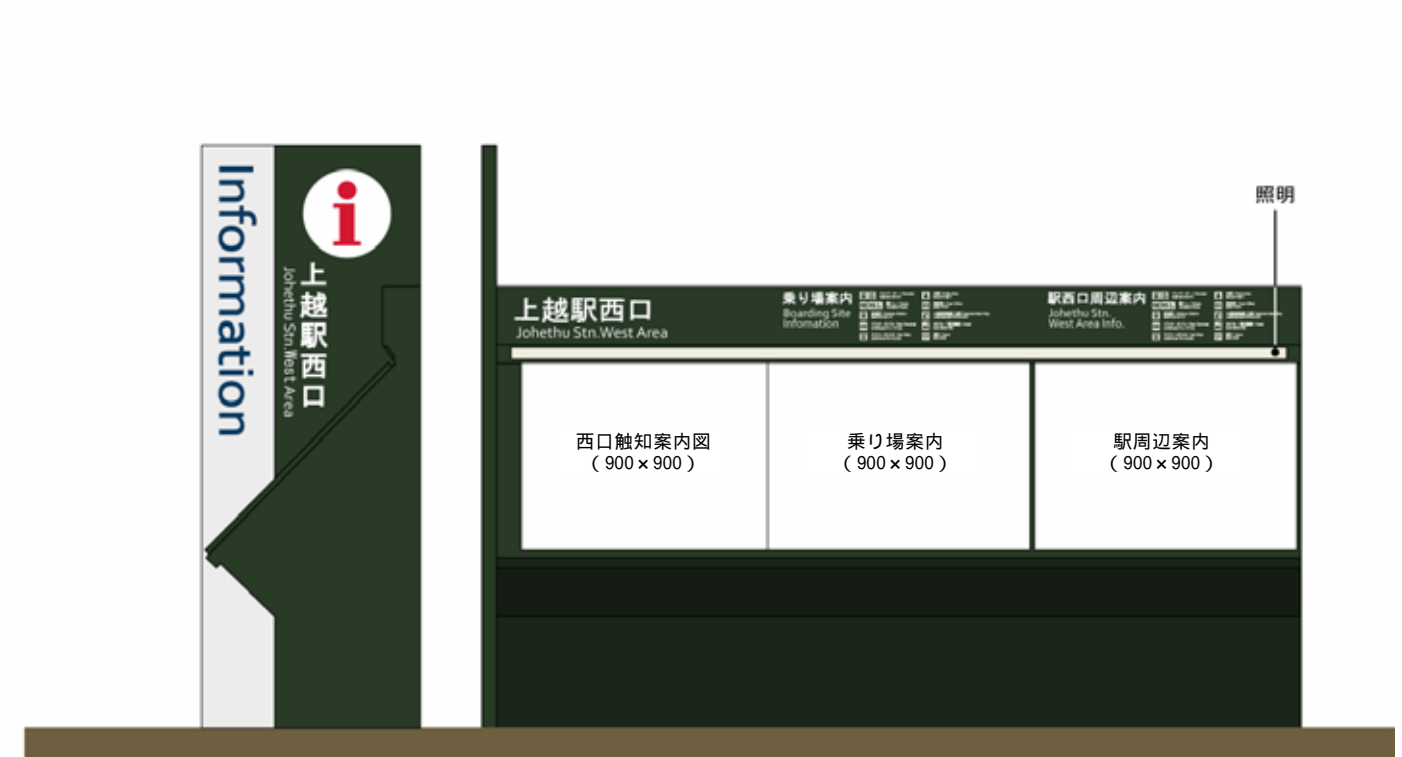 Information
i
上越駅西口
Johethu Stn.West Area
照明
上越駅西口
Johethu Stn.West Area
乗り場案内
Boarding Site
Infomation
駅西口周辺案内
Johethu Stn.
West Area Info.
西口触知案内図
（900×900）
乗り場案内
（900×900）
駅周辺案内
（900×900）